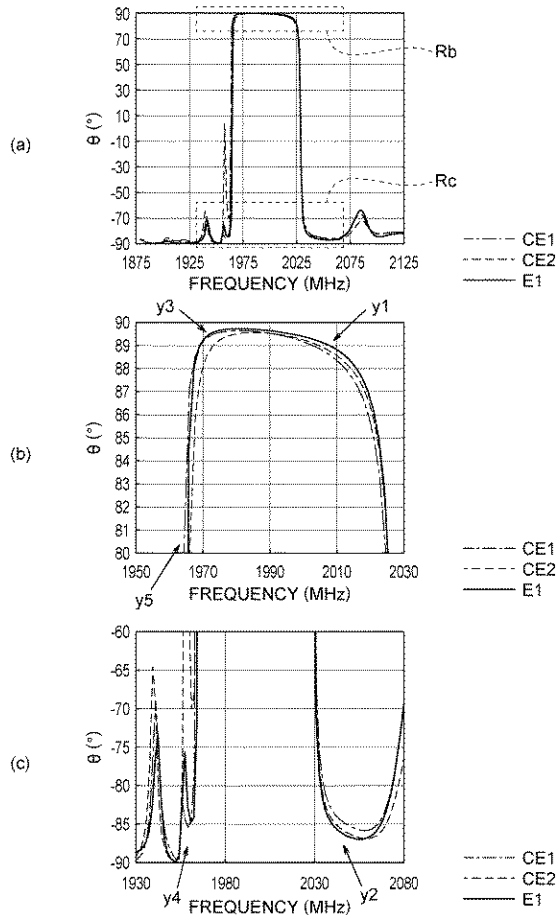 (a)
θ (°)
90
70
50
30
10
-10
-30
-50
-70
-90
1875
1925
1975
2025
2075
2125
FREQUENCY (MHz)
Rb
Rc
CE1
CE2
E1
(b)
θ (°)
y3
y1
90
89
88
87
86
85
84
83
82
81
80
1950
1970
1990
2010
2030
y5
FREQUENCY (MHz)
CE1
CE2
E1
(c)
θ (°)
-60
-65
-70
-75
-80
-85
-90
1930
1980
2030
2080
y4
y2
FREQUENCY (MHz)
CE1
CE2
E1